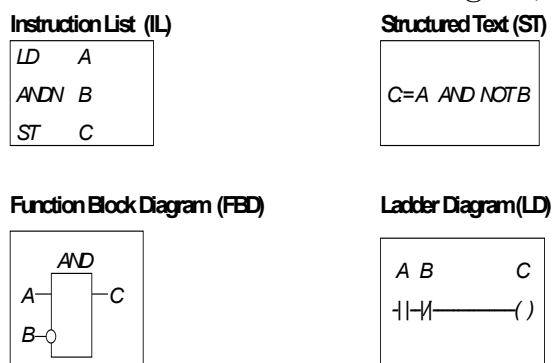 Instruction List (IL)
LD A
ANDN B
ST C
Structured Text (ST)
C:= A AND NOT B
Function Block Diagram (FBD)
AND
A C
B
Ladder Diagram (LD)
A B C
-| |--|/|----------------( )